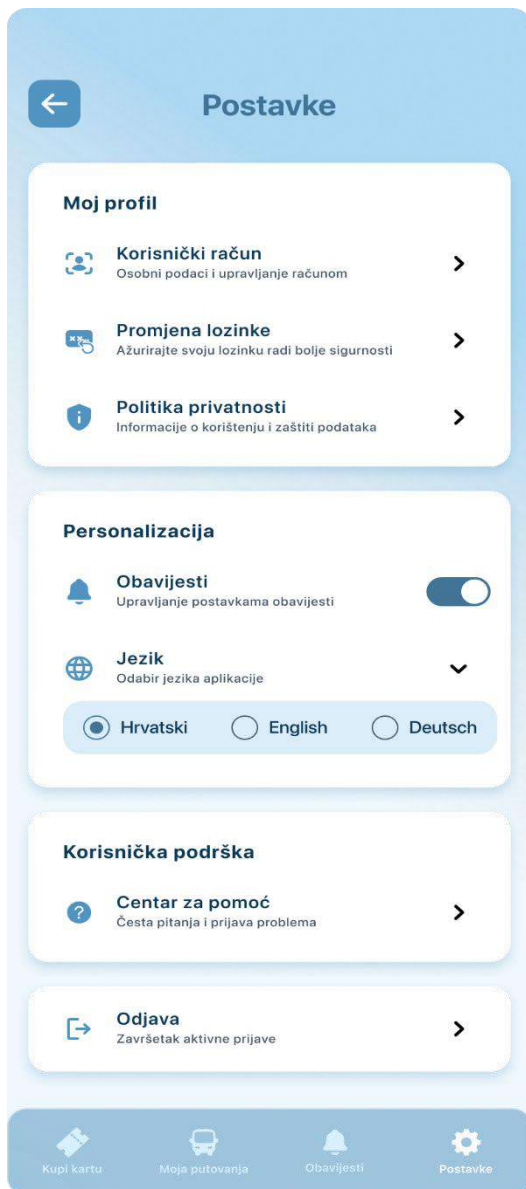 Postavke
Moj profil
Korisnički račun
Osobni podaci i upravljanje računom
Promjena lozinke
Ažurirajte svoju lozinku radi bolje sigurnosti
Politika privatnosti
Informacije o korištenju i zaštiti podataka
Personalizacija
Obavijesti
Upravljanje postavkama obavijesti
Jezik
Odabir jezika aplikacije
Hrvatski English Deutsch
Korisnička podrška
Centar za pomoć
Česta pitanja i prijava problema
Odjava
Završetak aktivne prijave
Kupi kartu Moja putovanja Obavijesti Postavke